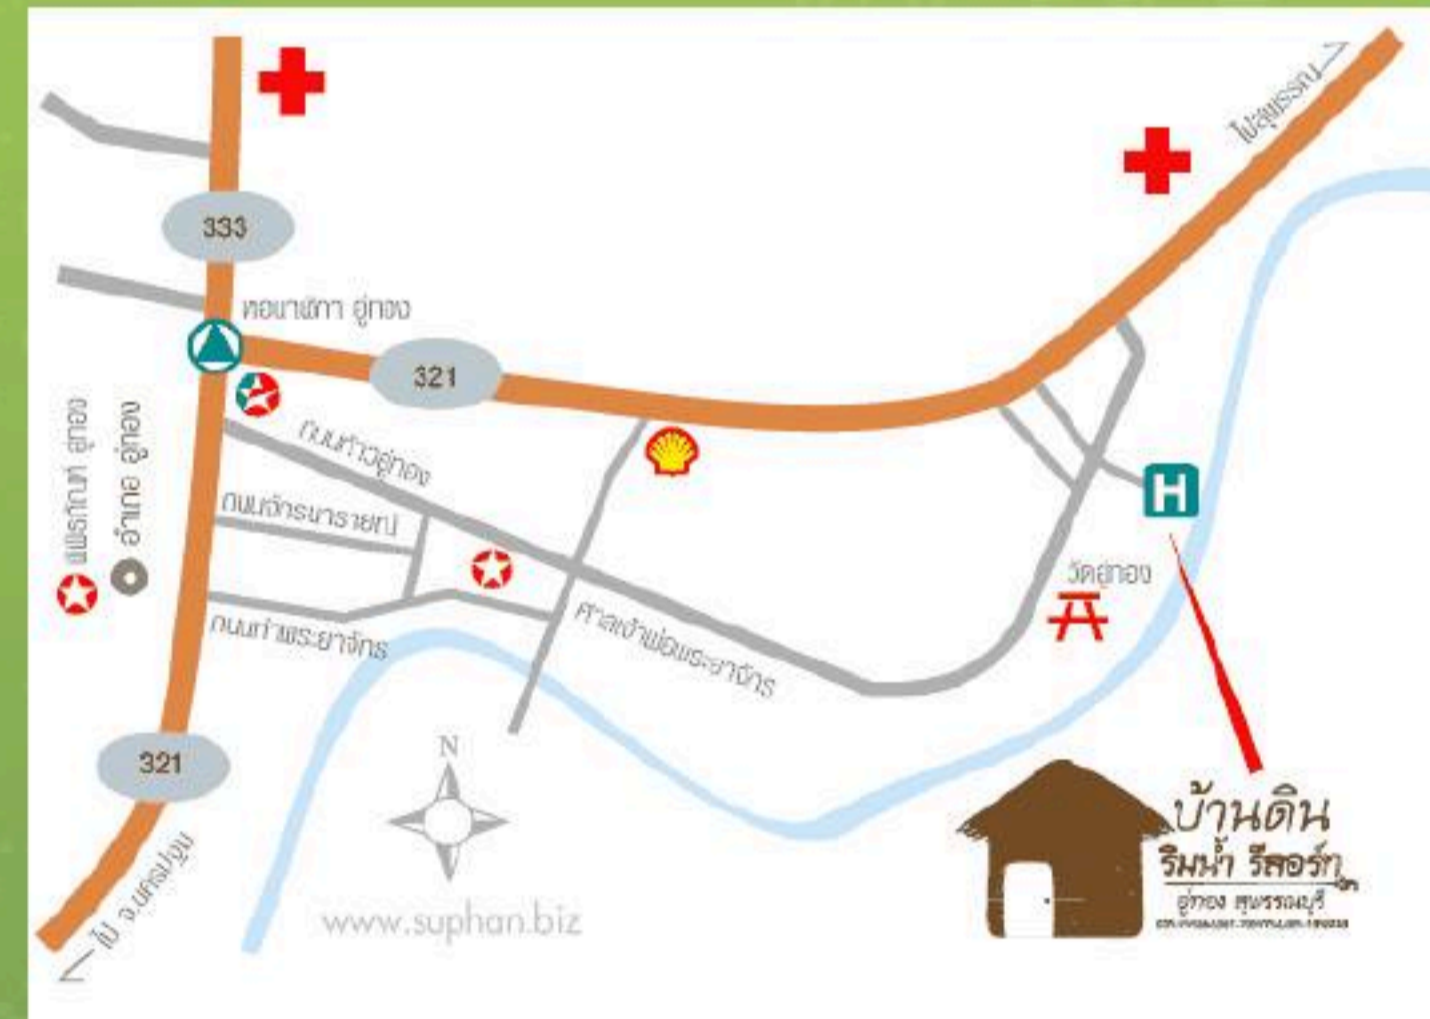 ไปสุพรรณ
333
หอนาฬิกา อู่ทอง
321
พิพิธภัณฑ์ อู่ทอง
อำเภอ อู่ทอง
ถนนท้าวอู่ทอง
ถนนจักรนารายณ์
H
วัดอู่ทอง
ถนนท่าพระยาจักร
ศาลเจ้าพ่อพระยาจักร
321
N
ไป จ.นครปฐม
www.suphan.biz
บ้านดิน
ริมน้ำ รีสอร์ท
อู่ทอง สุพรรณบุรี